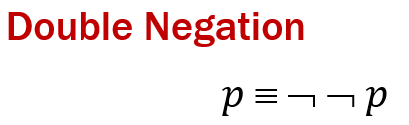 Double Negation
p ≡ ¬ ¬ p